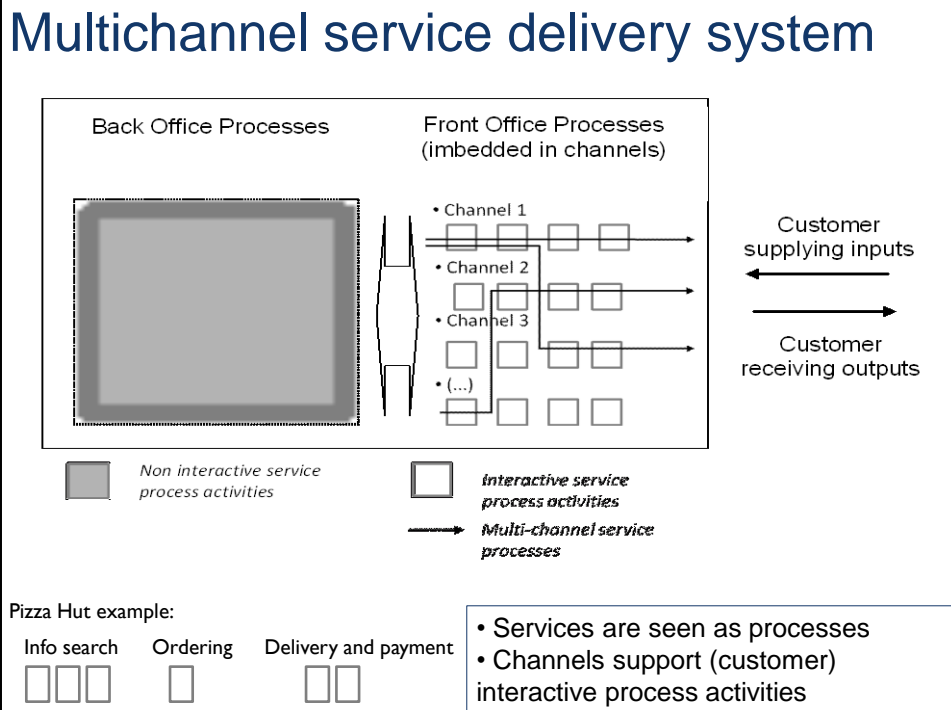 Multichannel service delivery system
Back Office Processes
Front Office Processes
(imbedded in channels)
• Channel 1
• Channel 2
• Channel 3
• (...)
Customer
supplying inputs
Customer
receiving outputs
Non interactive service
process activities
Interactive service
process activities
Multi-channel service
processes
Pizza Hut example:
Info search
Ordering
Delivery and payment
• Services are seen as processes
• Channels support (customer)
interactive process activities